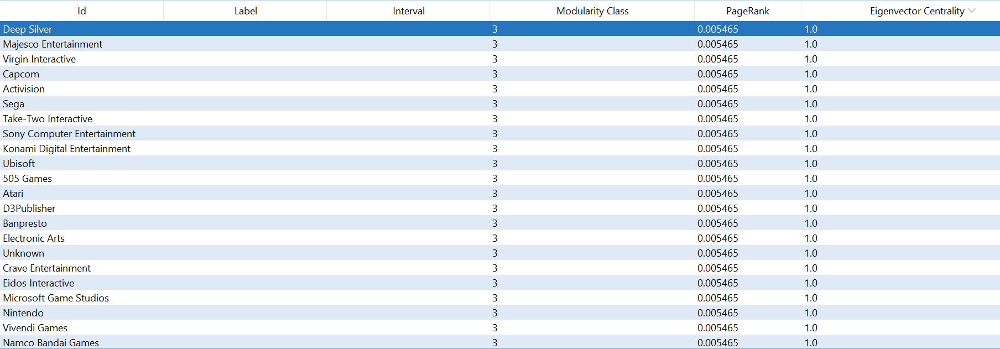 Id Label Interval Modularity Class PageRank Eigenvector Centrality
Deep Silver 3 0.005465 1.0
Majesco Entertainment 3 0.005465 1.0
Virgin Interactive 3 0.005465 1.0
Capcom 3 0.005465 1.0
Activision 3 0.005465 1.0
Sega 3 0.005465 1.0
Take-Two Interactive 3 0.005465 1.0
Sony Computer Entertainment 3 0.005465 1.0
Konami Digital Entertainment 3 0.005465 1.0
Ubisoft 3 0.005465 1.0
505 Games 3 0.005465 1.0
Atari 3 0.005465 1.0
D3Publisher 3 0.005465 1.0
Banpresto 3 0.005465 1.0
Electronic Arts 3 0.005465 1.0
Unknown 3 0.005465 1.0
Crave Entertainment 3 0.005465 1.0
Eidos Interactive 3 0.005465 1.0
Microsoft Game Studios 3 0.005465 1.0
Nintendo 3 0.005465 1.0
Vivendi Games 3 0.005465 1.0
Namco Bandai Games 3 0.005465 1.0